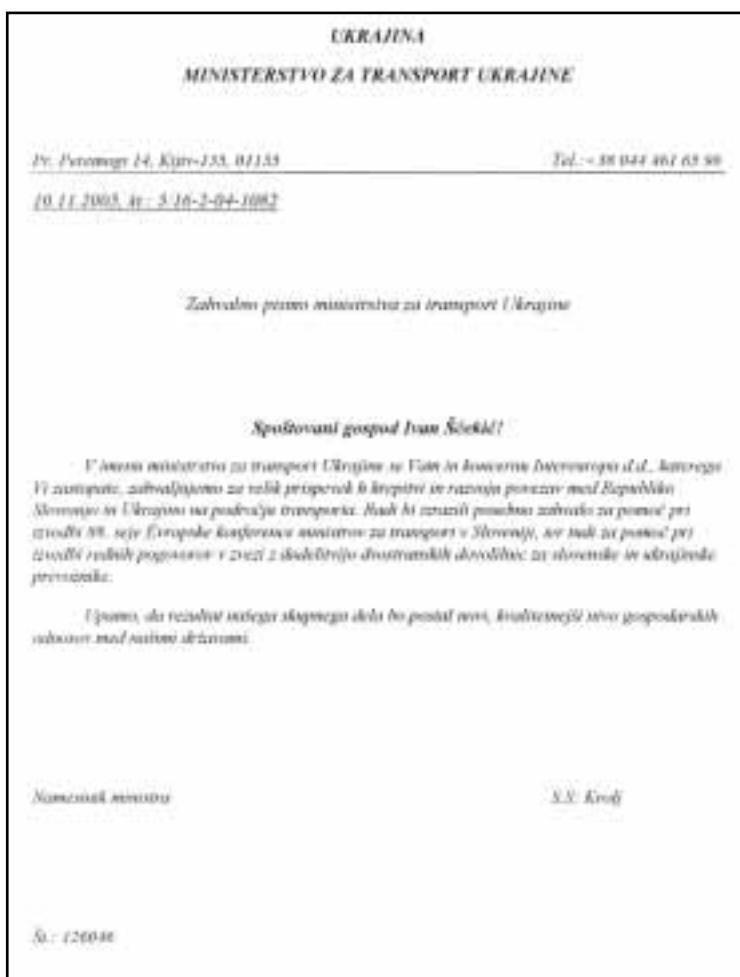 UKRAJINA
MINISTERSTVO ZA TRANSPORT UKRAJINE
Pr. Peremogy 14, Kijiv-135, 01135 Tel.: +38 044 461 65
10.11.2003, št.: 5/16-2-04-1082
Zahvalno pismo ministrstva za transport Ukrajine
Spoštovani gospod Ivan Ščekić!
V imenu ministrstva za transport Ukrajine se Vam in koncernu Intereuropa d.d., katerega
Vi zastopate, zahvaljujemo za velik prispevek h krepitvi in razvoju povezav med Republiko
Slovenijo in Ukrajino na področju transporta. Radi bi izrazili posebno zahvalo za pomoč pri
izvedbi seje Evropske konference ministrov za transport v Sloveniji, ter tudi za pomoč pri
izvedbi rednih pogovorov v zvezi z dodelitvijo dvostranskih dovolilnic za slovenske in ukrajinske
prevoznike.
Upamo, da rezultat našega skupnega dela bo postal novi, kvalitetnejši nivo gospodarskih
odnosov med našimi državami.
Namestnik ministra S.S. Krolj
Št.: 126046